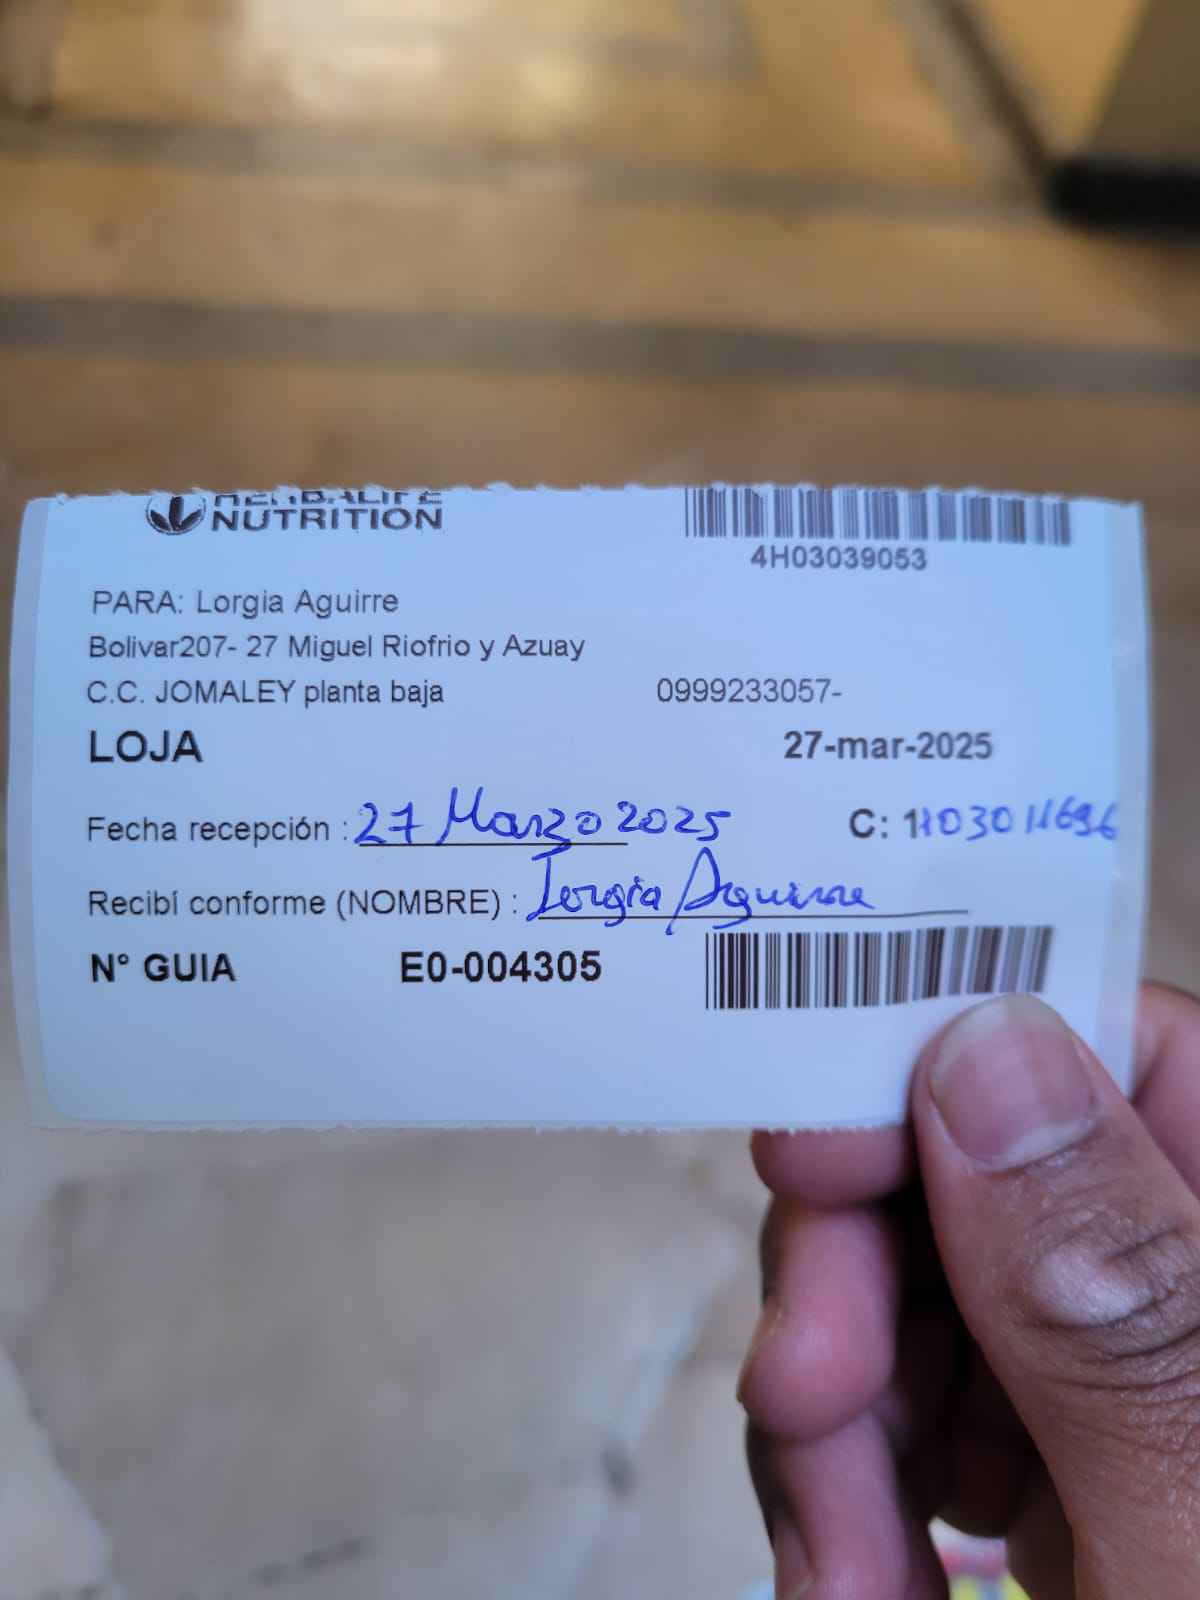 HERBALIFE
NUTRITION
4H03039053
PARA: Lorgia Aguirre
Bolivar207- 27 Miguel Riofrio y Azuay
C.C. JOMALEY planta baja 0999233057-
LOJA 27-mar-2025
Fecha recepción : 27 Marzo 2025 C: 1103011696
Recibí conforme (NOMBRE) : Lorgia Aguirre
N° GUIA E0-004305